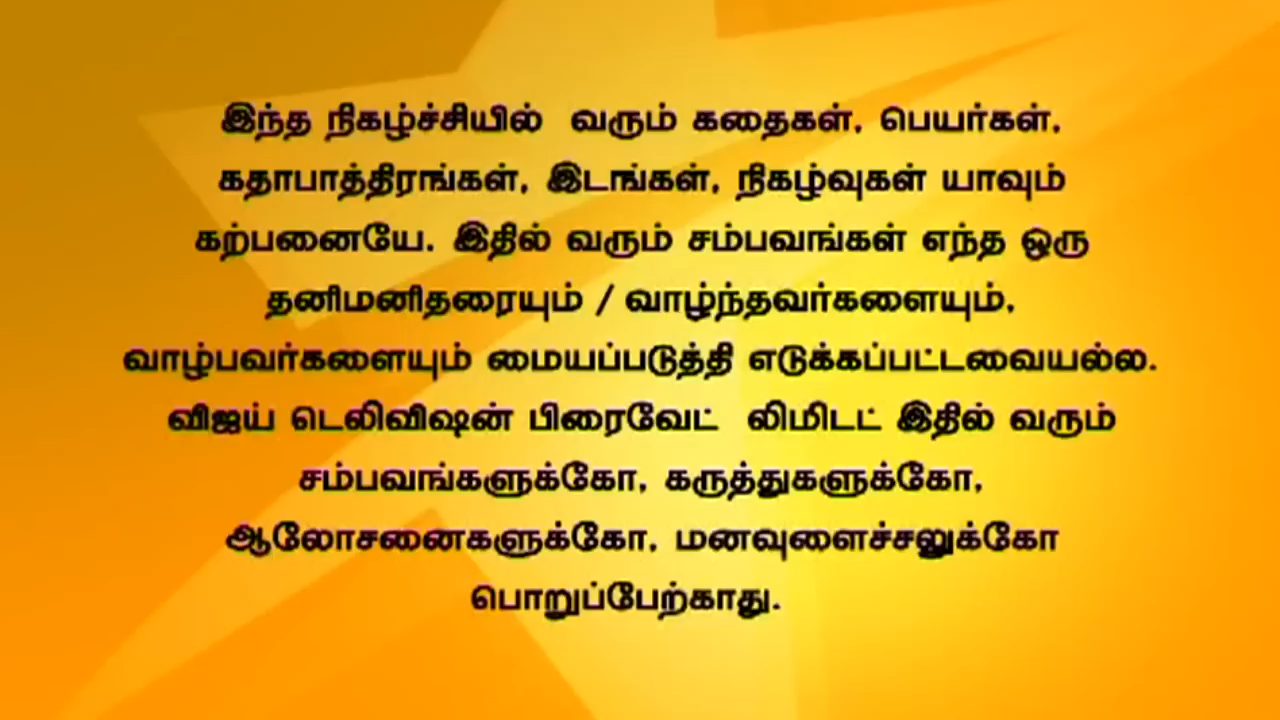 இந்த நிகழ்ச்சியில் வரும் கதைகள், பெயர்கள்,
கதாபாத்திரங்கள், இடங்கள், நிகழ்வுகள் யாவும்
கற்பனையே. இதில் வரும் சம்பவங்கள் எந்த ஒரு
தனிமனிதரையும் / வாழ்ந்தவர்களையும்,
வாழ்பவர்களையும் மையப்படுத்தி எடுக்கப்பட்டவையல்ல.
விஜய் டெலிவிஷன் பிரைவேட் லிமிடட் இதில் வரும்
சம்பவங்களுக்கோ, கருத்துகளுக்கோ,
ஆலோசனைகளுக்கோ, மனவுளைச்சலுக்கோ
பொறுப்பேற்காது.